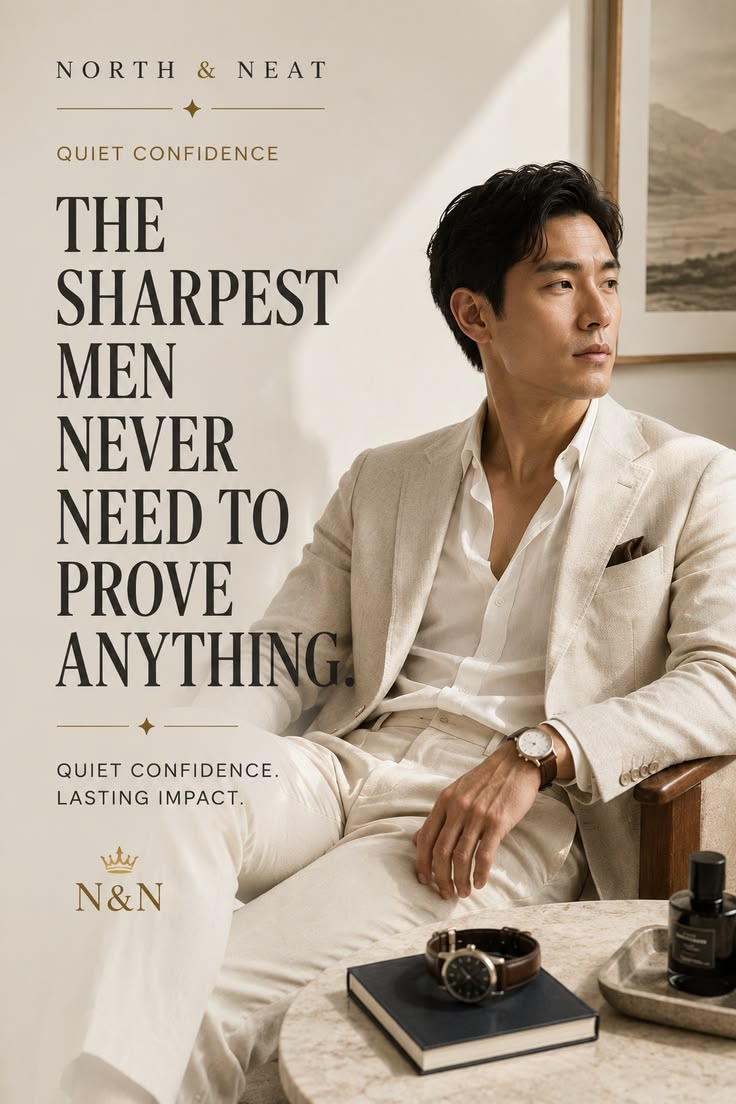 NORTH & NEAT
QUIET CONFIDENCE
THE
SHARPEST
MEN
NEVER
NEED TO
PROVE
ANYTHING.
QUIET CONFIDENCE.
LASTING IMPACT.
N&N